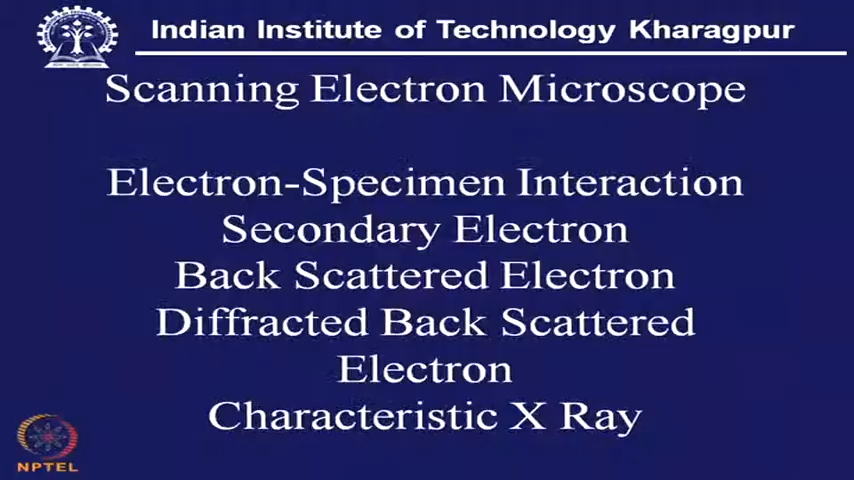 Indian Institute of Technology Kharagpur
Scanning Electron Microscope
Electron-Specimen Interaction
Secondary Electron
Back Scattered Electron
Diffracted Back Scattered
Electron
Characteristic X Ray
NPTEL